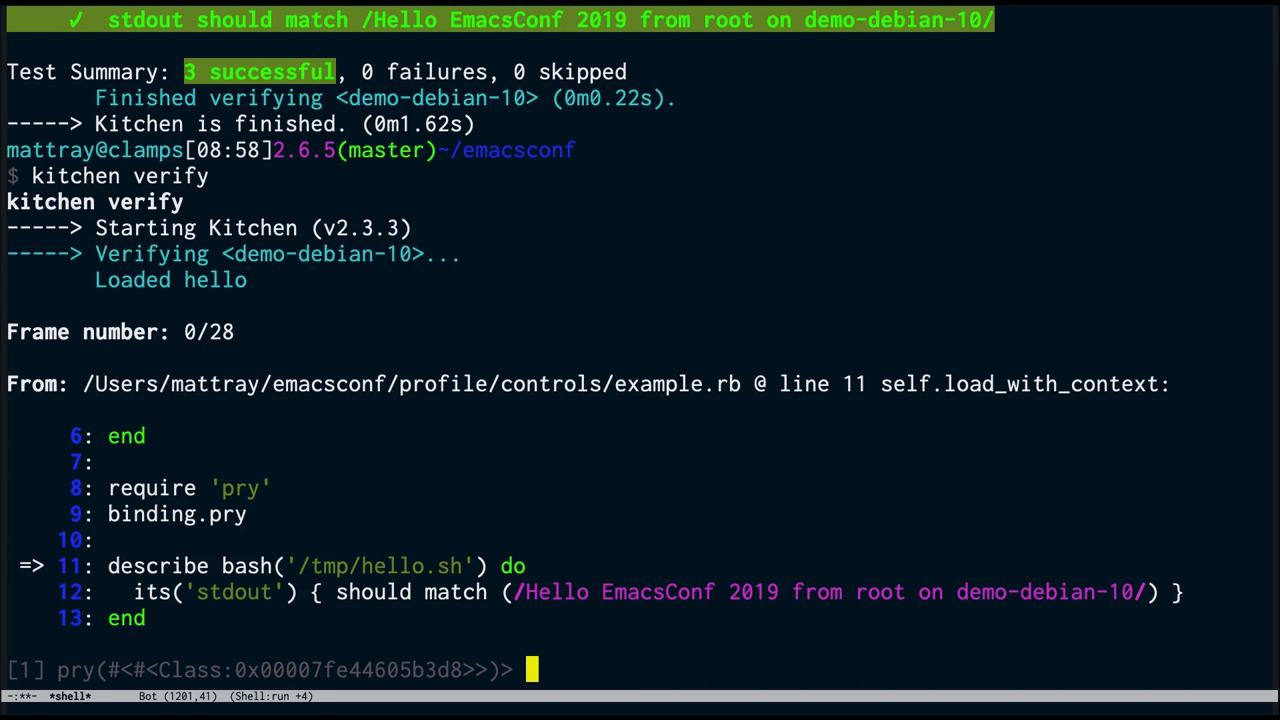 ✓ stdout should match /Hello EmacsConf 2019 from root on demo-debian-10/
Test Summary: 3 successful, 0 failures, 0 skipped
Finished verifying <demo-debian-10> (0m0.22s).
-----> Kitchen is finished. (0m1.62s)
mattray@clamps[08:58]2.6.5(master)~/emacsconf
$ kitchen verify
kitchen verify
-----> Starting Kitchen (v2.3.3)
-----> Verifying <demo-debian-10>...
Loaded hello
Frame number: 0/28
From: /Users/mattray/emacsconf/profile/controls/example.rb @ line 11 self.load_with_context:
6: end
7:
8: require 'pry'
9: binding.pry
10:
=> 11: describe bash('/tmp/hello.sh') do
12: its('stdout') { should match (/Hello EmacsConf 2019 from root on demo-debian-10/) }
13: end
[1] pry(#<#<Class:0x00007fe44605b3d8>>)>
-:**- *shell* Bot (1201,41) (Shell:run +4)